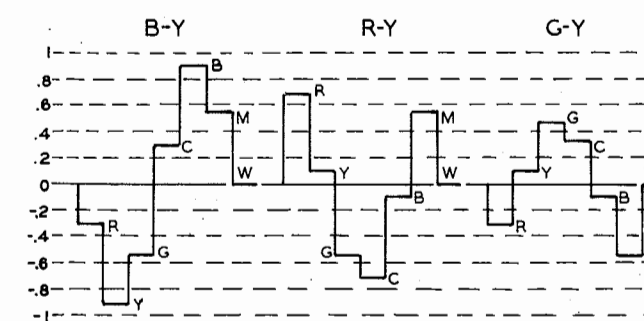 B-Y R-Y G-Y
1
.8 B
.6 R
M M G
.4
C C
.2 Y Y
0 W W
B B
-.2
R R
-.4
G G
-.6
C
-.8
Y
-1